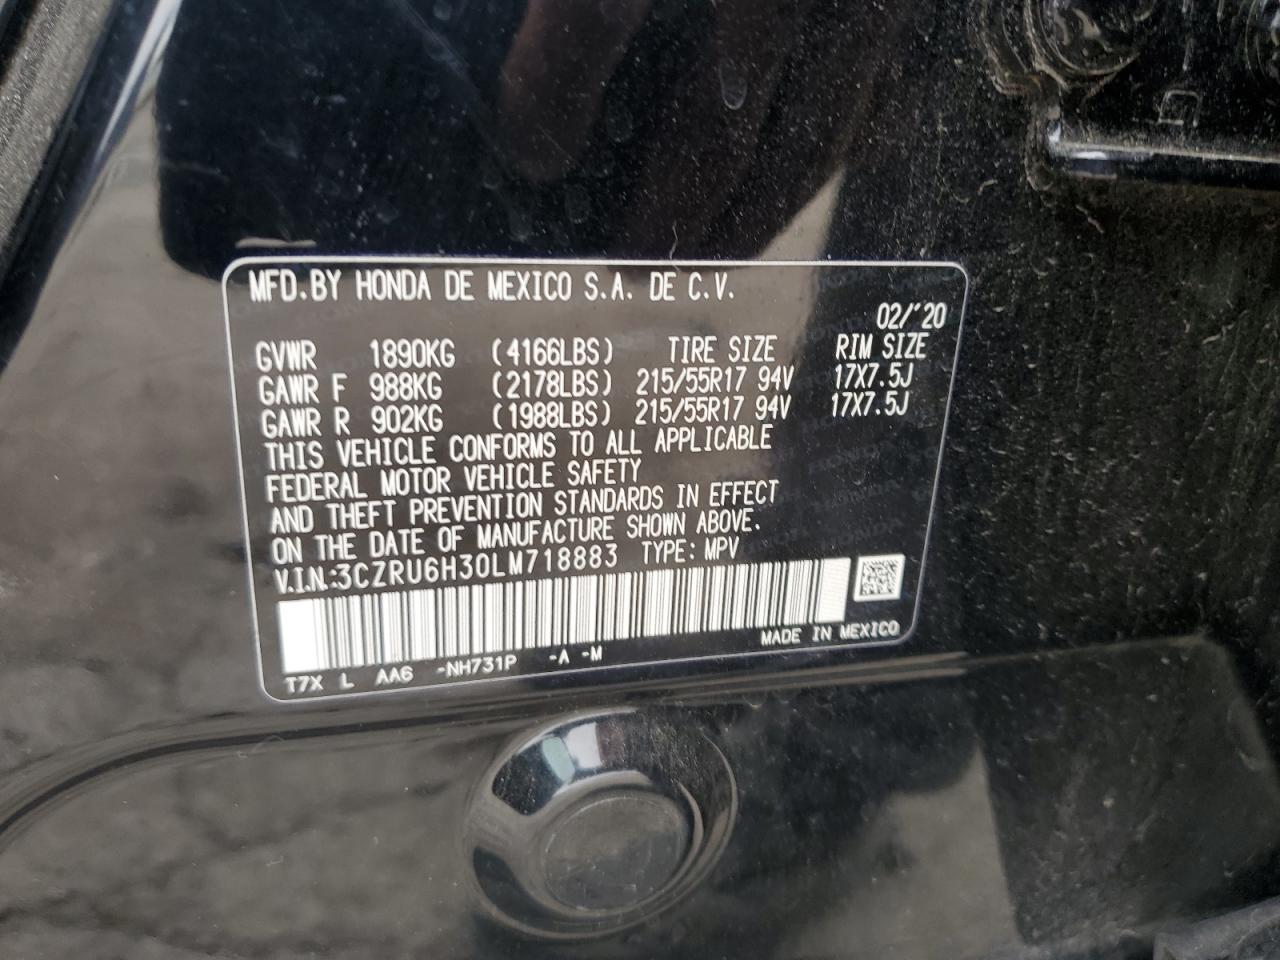 MFD.BY HONDA DE MEXICO S.A. DE C.V.
02/'20
GVWR 1890KG (4166LBS) TIRE SIZE RIM SIZE
GAWR F 988KG (2178LBS) 215/55R17 94V 17X7.5J
GAWR R 902KG (1988LBS) 215/55R17 94V 17X7.5J
THIS VEHICLE CONFORMS TO ALL APPLICABLE
FEDERAL MOTOR VEHICLE SAFETY
AND THEFT PREVENTION STANDARDS IN EFFECT
ON THE DATE OF MANUFACTURE SHOWN ABOVE.
V.I.N.:3CZRU6H30LM718883 TYPE: MPV
MADE IN MEXICO
T7X L AA6 -NH731P -A -M